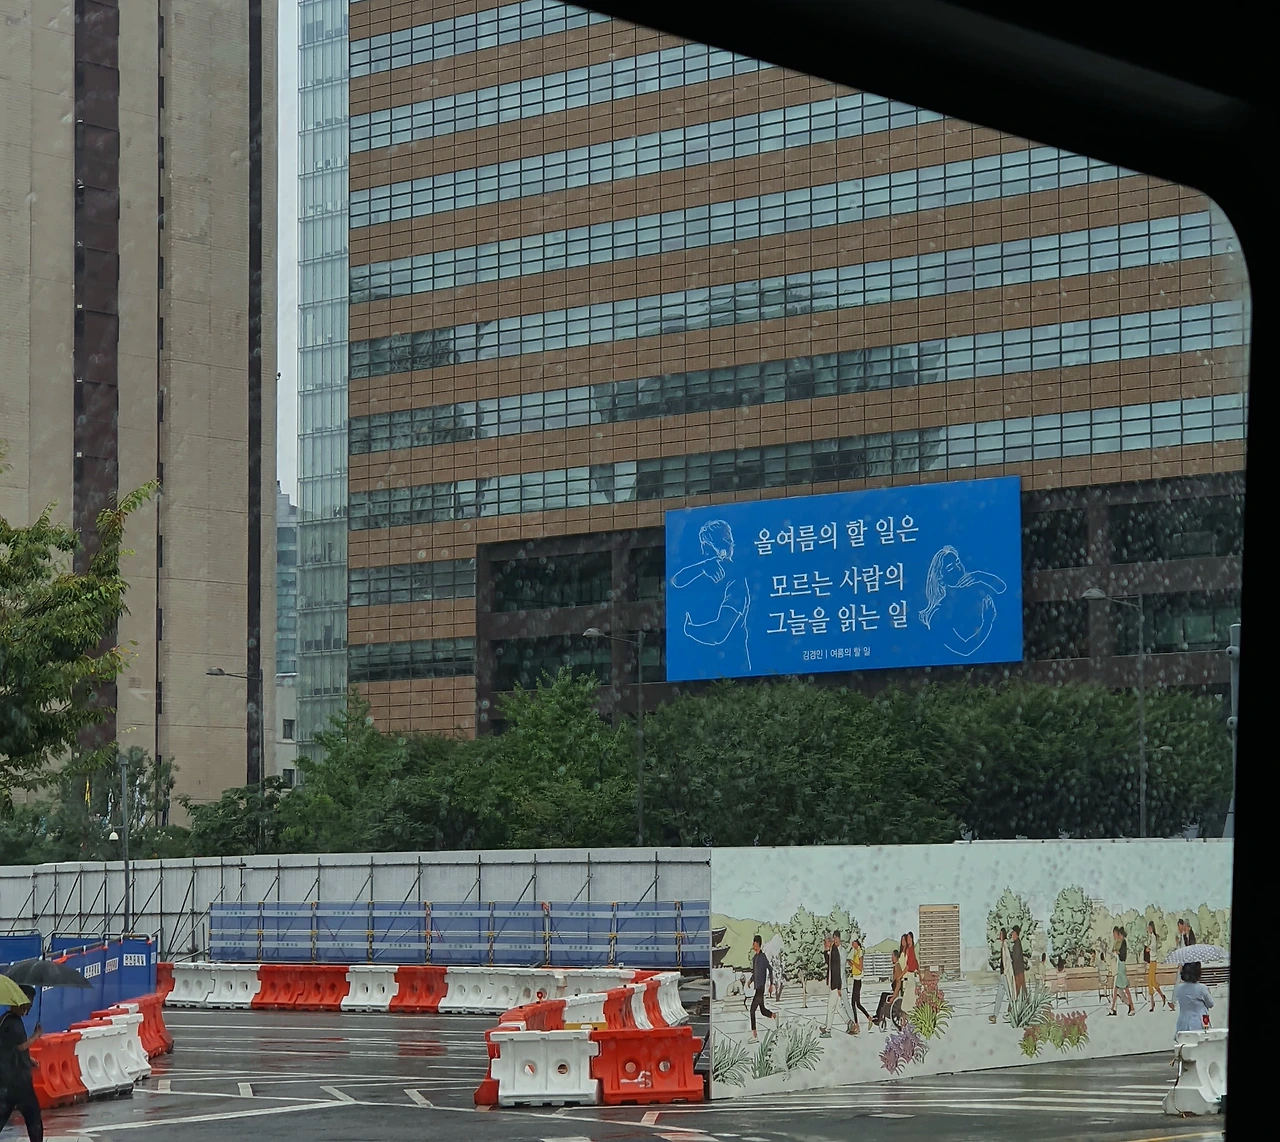 올여름의 할 일은
모르는 사람의
그늘을 읽는 일
김경인 | 여름의 할 일